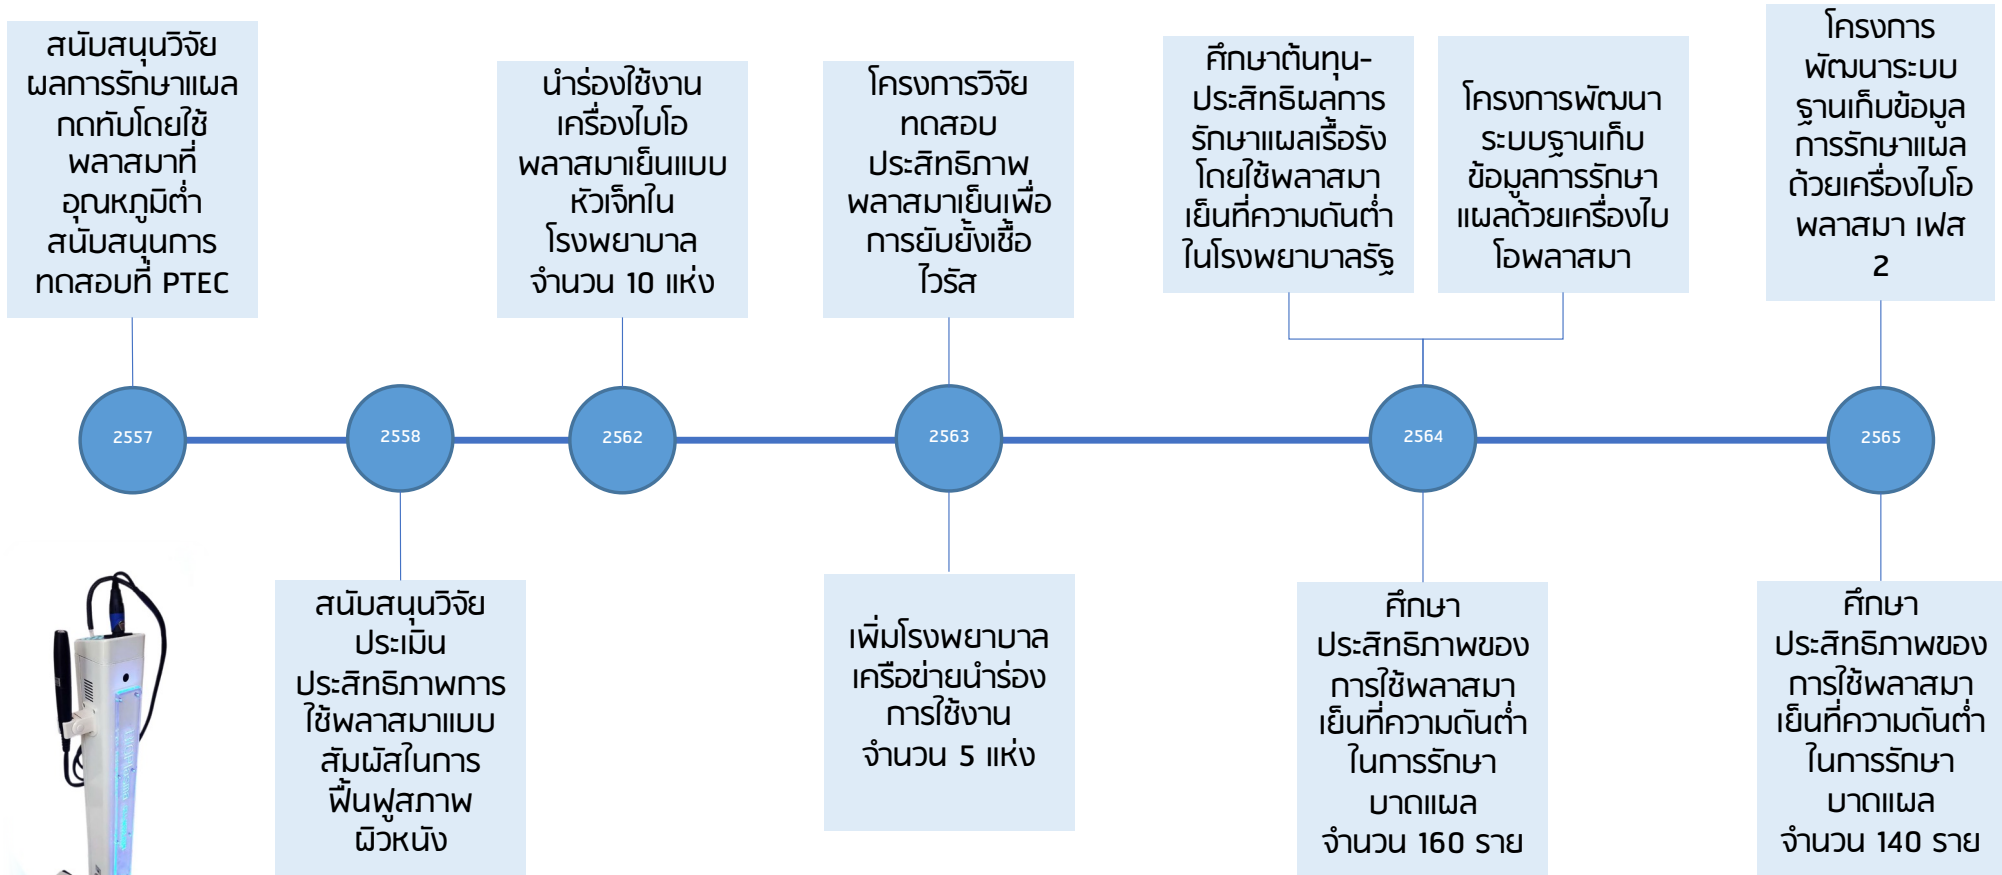 สนับสนุนวิจัย
ผลการรักษาแผล
กดทับโดยใช้
พลาสมาที่
อุณหภูมิต่ำ
สนับสนุนการ
ทดสอบที่ PTEC
นำร่องใช้งาน
เครื่องไบโอ
พลาสมาเย็นแบบ
หัวเจ็ทใน
โรงพยาบาล
จำนวน 10 แห่ง
โครงการวิจัย
ทดสอบ
ประสิทธิภาพ
พลาสมาเย็นเพื่อ
การยับยั้งเชื้อ
ไวรัส
ศึกษาต้นทุน-
ประสิทธิผลการ
รักษาแผลเรื้อรัง
โดยใช้พลาสมา
เย็นที่ความดันต่ำ
ในโรงพยาบาลรัฐ
โครงการพัฒนา
ระบบฐานเก็บ
ข้อมูลการรักษา
แผลด้วยเครื่องไบ
โอพลาสมา
โครงการ
พัฒนาระบบ
ฐานเก็บข้อมูล
การรักษาแผล
ด้วยเครื่องไบโอ
พลาสมา เฟส
2
2557
2558
2562
2563
2564
2565
สนับสนุนวิจัย
ประเมิน
ประสิทธิภาพการ
ใช้พลาสมาแบบ
สัมผัสในการ
ฟื้นฟูสภาพ
ผิวหนัง
เพิ่มโรงพยาบาล
เครือข่ายนำร่อง
การใช้งาน
จำนวน 5 แห่ง
ศึกษา
ประสิทธิภาพของ
การใช้พลาสมา
เย็นที่ความดันต่ำ
ในการรักษา
บาดแผล
จำนวน 160 ราย
ศึกษา
ประสิทธิภาพของ
การใช้พลาสมา
เย็นที่ความดันต่ำ
ในการรักษา
บาดแผล
จำนวน 140 ราย